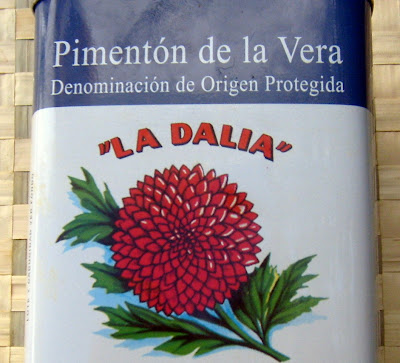 Pimentón de la Vera
Denominación de Origen Protegida
"LA DALIA"